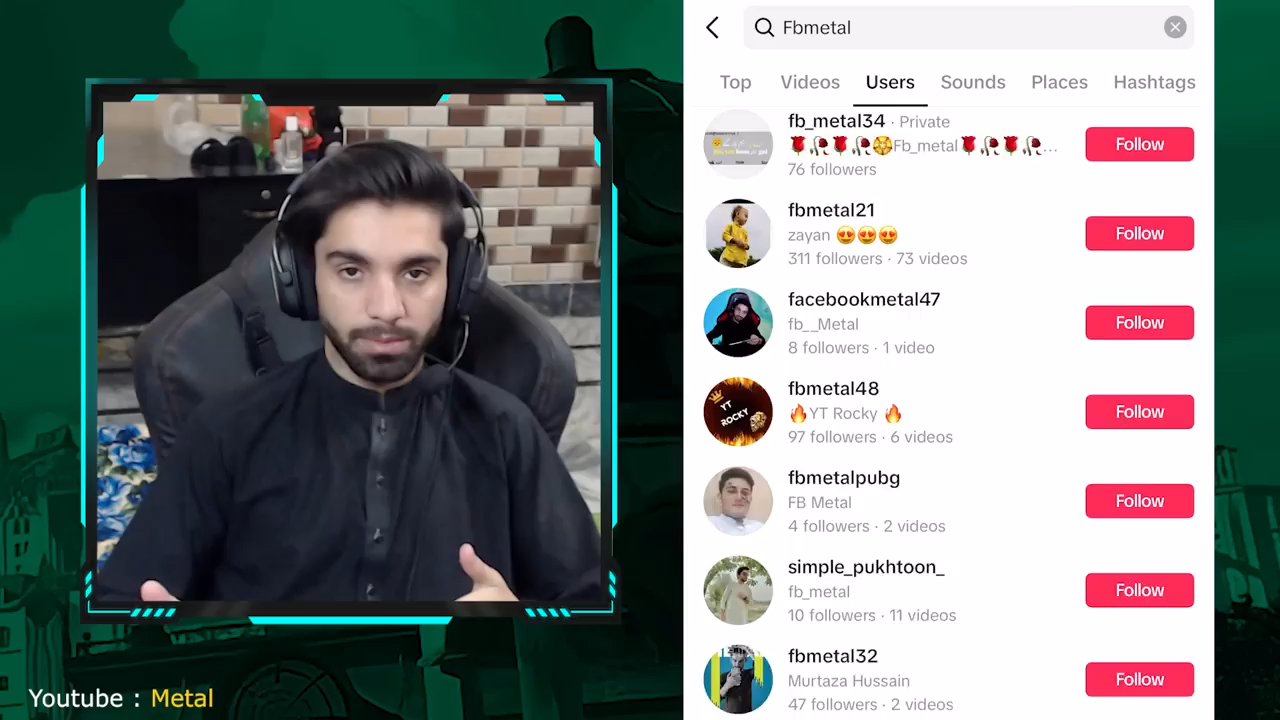 Fbmetal
Top Videos Users Sounds Places Hashtags
fb_metal34 · Private
🌹🥀🌹🥀🏵️Fb_metal🌹🥀🌹🥀...
76 followers
Follow
fbmetal21
zayan 😍😍😍
311 followers · 73 videos
Follow
facebookmetal47
fb__Metal
8 followers · 1 video
Follow
fbmetal48
🔥YT Rocky 🔥
97 followers · 6 videos
Follow
YT
ROCKY
fbmetalpubg
FB Metal
4 followers · 2 videos
Follow
simple_pukhtoon_
fb_metal
10 followers · 11 videos
Follow
fbmetal32
Murtaza Hussain
47 followers · 2 videos
Follow
Youtube : Metal